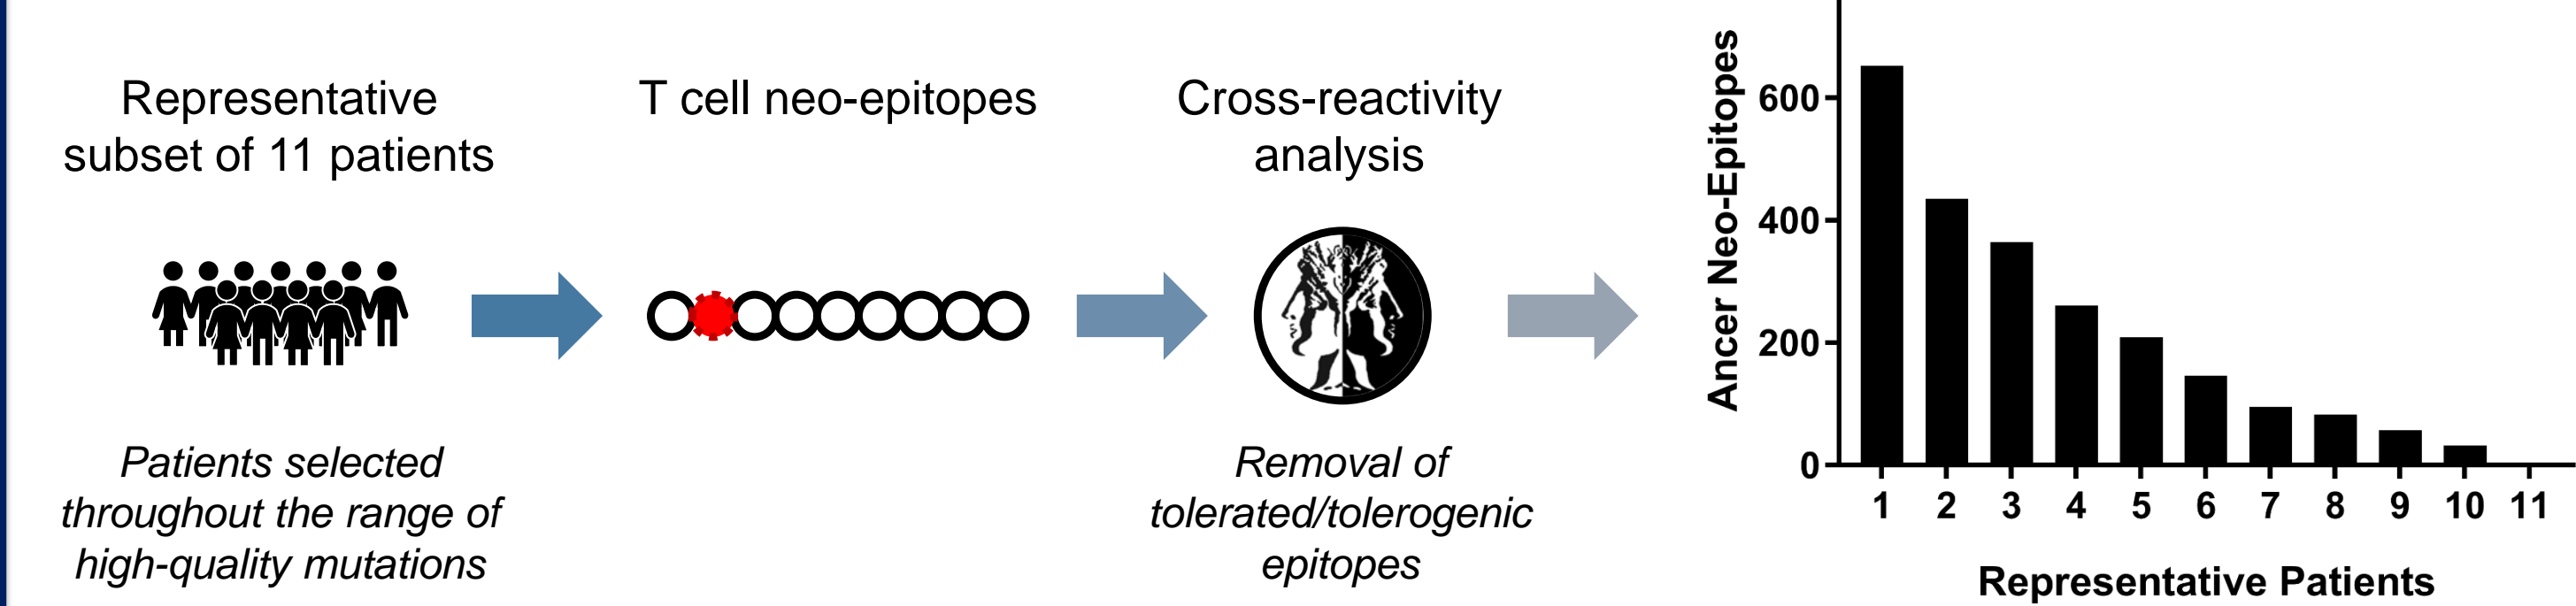 Representative
subset of 11 patients
Patients selected
throughout the range of
high-quality mutations
T cell neo-epitopes
Cross-reactivity
analysis
Removal of
tolerated/tolerogenic
epitopes
Ancer Neo-Epitopes
600
400
200
0
1 2 3 4 5 6 7 8 9 10 11
Representative Patients